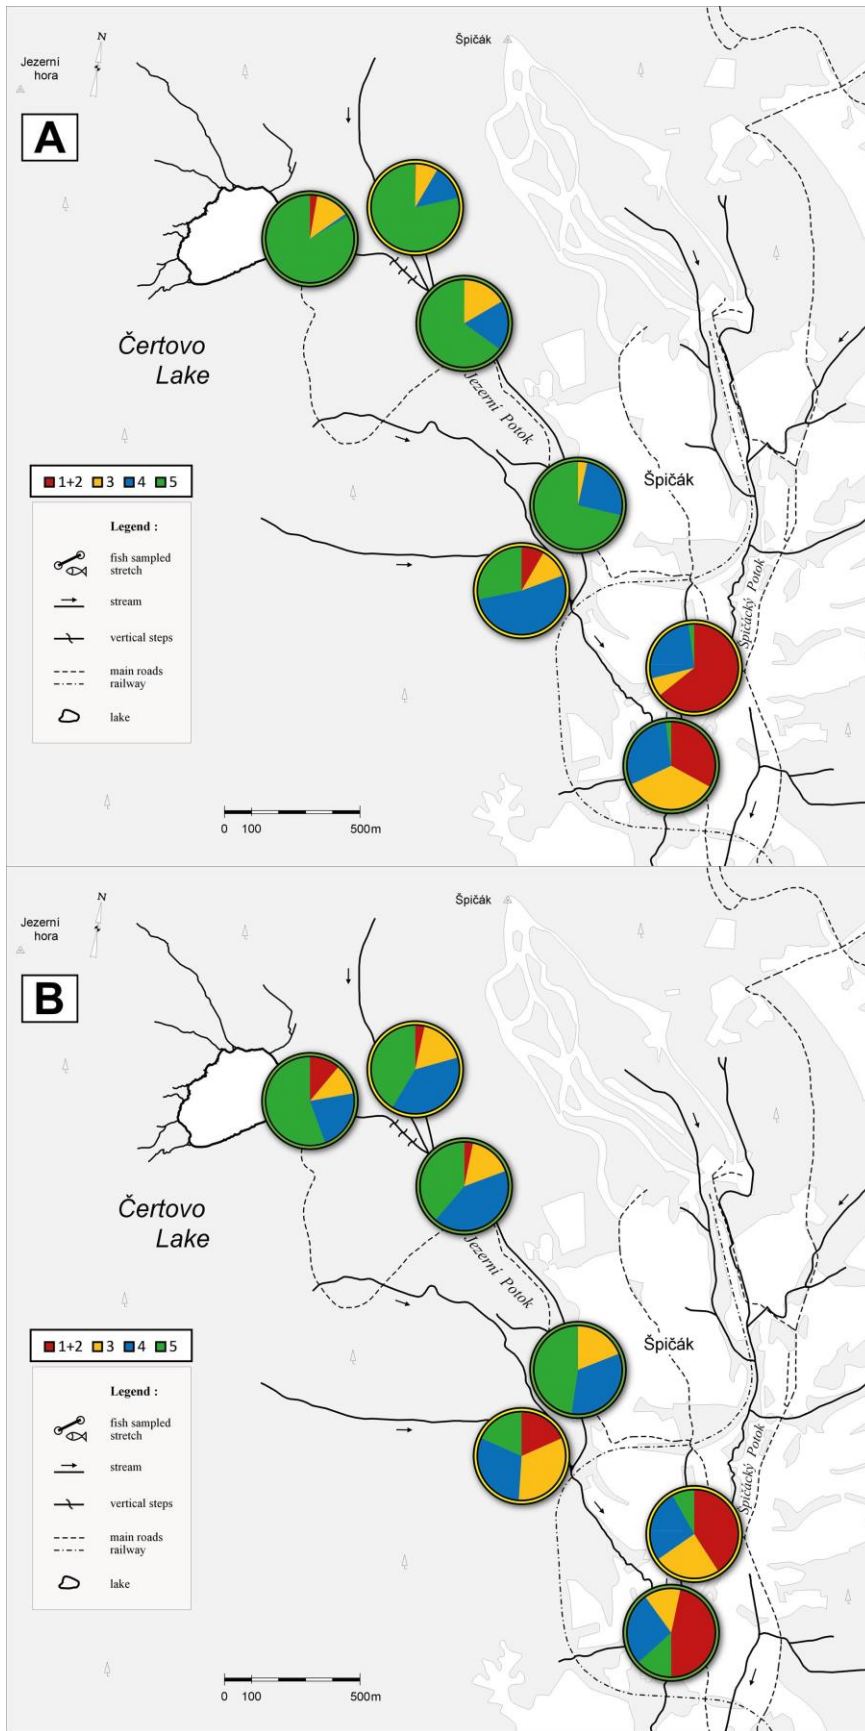 Špičák
N
Jezerní
hora
A
Čertovo
Lake
Jezerní Potok
1+2 3 4 5
Špičák
Legend :
fish sampled
stretch
stream
vertical steps
main roads
railway
lake
Špičácký Potok
0 100 500m
Špičák
N
Jezerní
hora
B
Čertovo
Lake
Jezerní Potok
1+2 3 4 5
Špičák
Legend :
fish sampled
stretch
stream
vertical steps
main roads
railway
lake
Špičácký Potok
0 100 500m